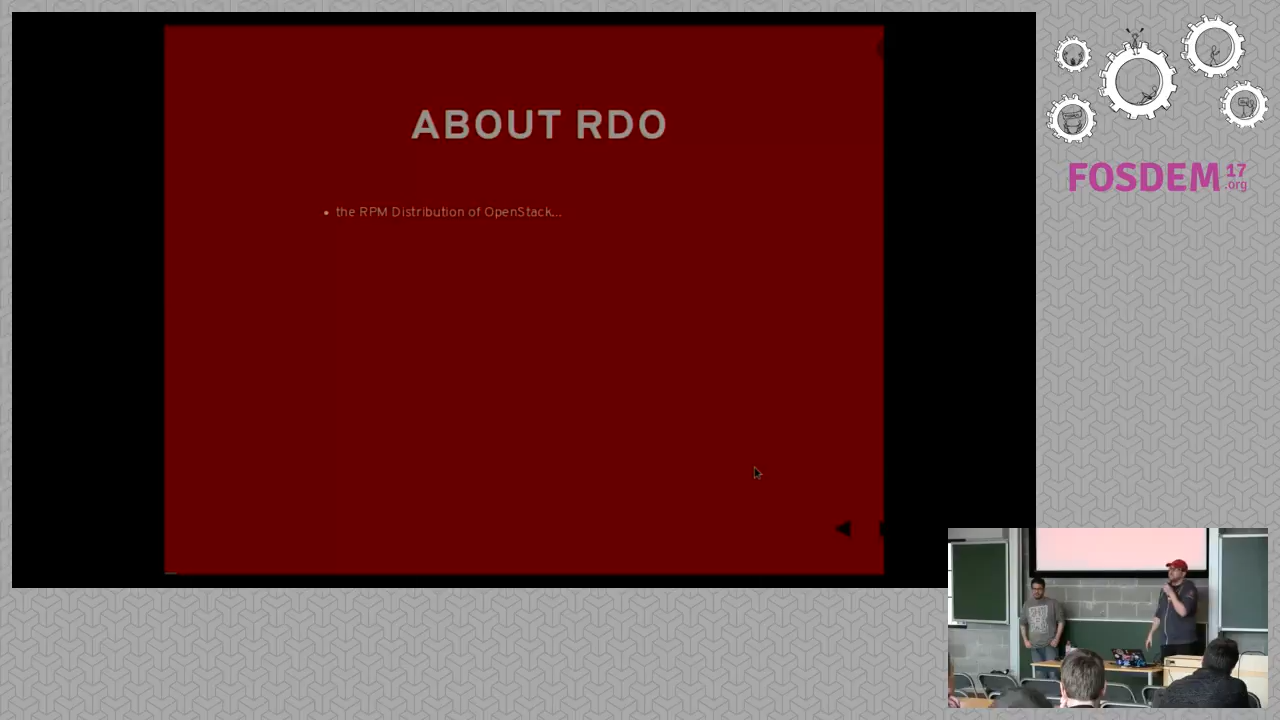 ABOUT RDO
• the RPM Distribution of OpenStack...
FOSDEM 17
.org